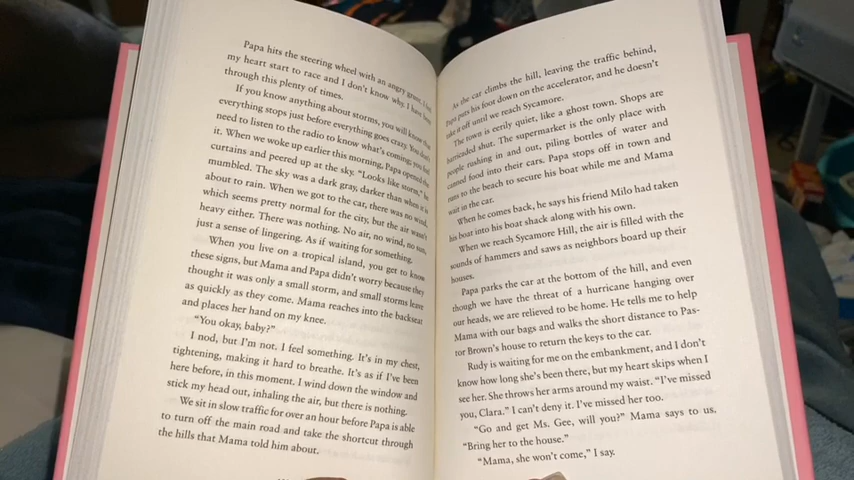 Papa hits the steering wheel with an angry grunt. I feel
my heart start to race and I don't know why. I have been
through this plenty of times.
If you know anything about storms, you will know that
everything stops just before everything goes crazy. You don't
need to listen to the radio to know what's coming; you feel
it. When we woke up earlier this morning, Papa opened the
curtains and peered up at the sky. "Looks like storm," he
mumbled. The sky was a dark gray, darker than when it is
about to rain. When we got to the car, there was no wind,
which seems pretty normal for the city, but the air wasn't
heavy either. There was nothing. No air, no wind, no sun,
just a sense of lingering. As if waiting for something.
When you live on a tropical island, you get to know
these signs, but Mama and Papa didn't worry because they
thought it was only a small storm, and small storms leave
as quickly as they come. Mama reaches into the backseat
and places her hand on my knee.
"You okay, baby?"
I nod, but I'm not. I feel something. It's in my chest,
tightening, making it hard to breathe. It's as if I've been
here before, in this moment. I wind down the window and
stick my head out, inhaling the air, but there is nothing.
We sit in slow traffic for over an hour before Papa is able
to turn off the main road and take the shortcut through
the hills that Mama told him about.
As the car climbs the hill, leaving the traffic behind,
Papa puts his foot down on the accelerator, and he doesn't
take it off until we reach Sycamore.
The town is eerily quiet, like a ghost town. Shops are
barricaded shut. The supermarket is the only place with
people rushing in and out, piling bottles of water and
canned food into their cars. Papa stops off in town and
runs to the beach to secure his boat while me and Mama
wait in the car.
When he comes back, he says his friend Milo had taken
his boat into his boat shack along with his own.
When we reach Sycamore Hill, the air is filled with the
sounds of hammers and saws as neighbors board up their
houses.
Papa parks the car at the bottom of the hill, and even
though we have the threat of a hurricane hanging over
our heads, we are relieved to be home. He tells me to help
Mama with our bags and walks the short distance to Pas-
tor Brown's house to return the keys to the car.
Rudy is waiting for me on the embankment, and I don't
know how long she's been there, but my heart skips when I
see her. She throws her arms around my waist. "I've missed
you, Clara." I can't deny it. I've missed her too.
"Go and get Ms. Gee, will you?" Mama says to us.
"Bring her to the house."
"Mama, she won't come," I say.